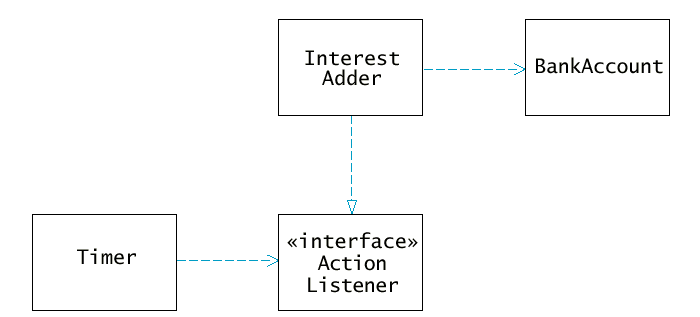 Interest
Adder
BankAccount
Timer
«interface»
Action
Listener